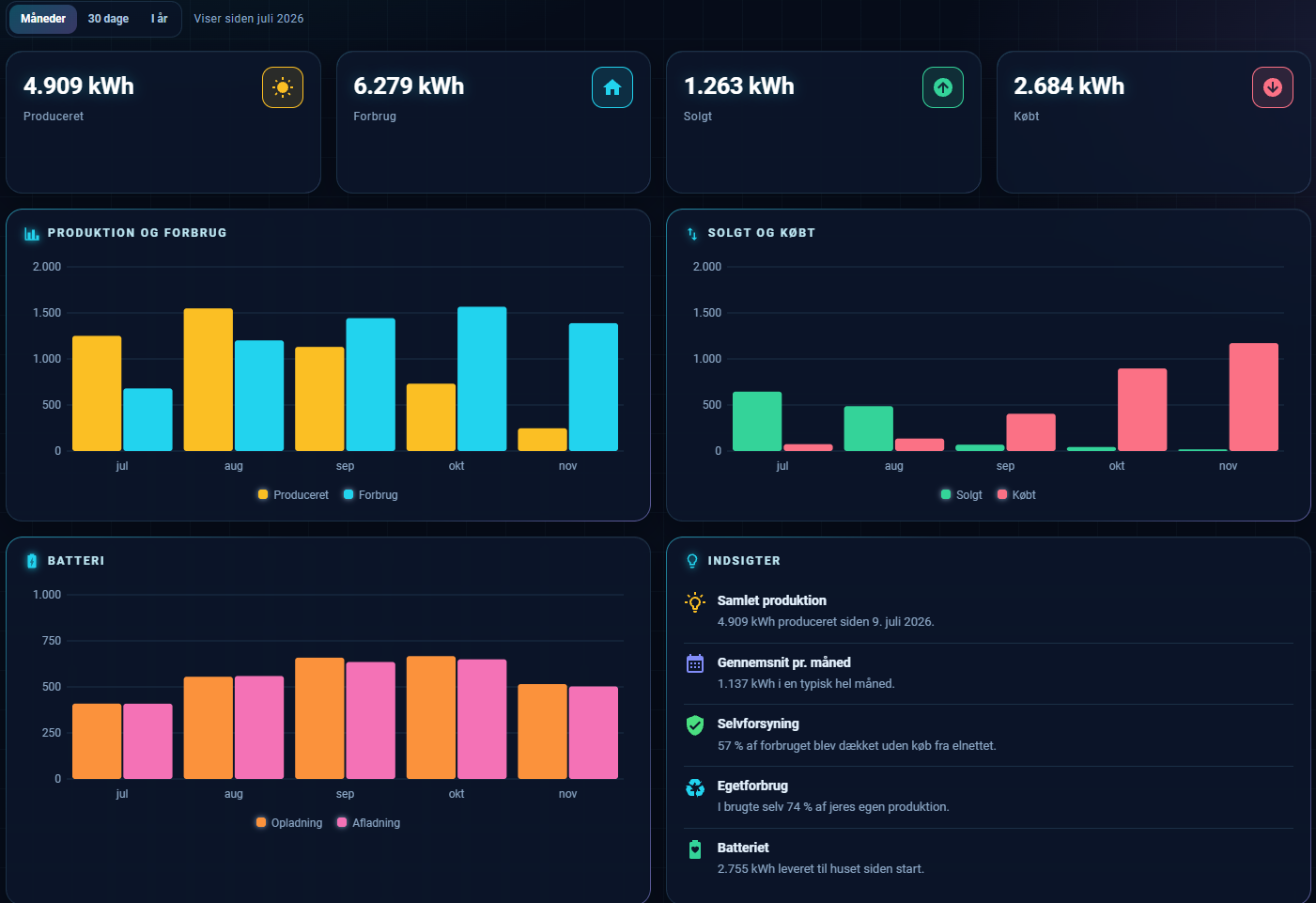 Måneder 30 dage I år Viser siden juli 2026
4.909 kWh
Produceret
6.279 kWh
Forbrug
1.263 kWh
Solgt
2.684 kWh
Købt
PRODUKTION OG FORBRUG
2.000
1.500
1.000
500
0
jul aug sep okt nov
Produceret Forbrug
SOLGT OG KØBT
2.000
1.500
1.000
500
0
jul aug sep okt nov
Solgt Købt
BATTERI
1.000
750
500
250
0
jul aug sep okt nov
Opladning Afladning
INDSIGTER
Samlet produktion
4.909 kWh produceret siden 9. juli 2026.
Gennemsnit pr. måned
1.137 kWh i en typisk hel måned.
Selvforsyning
57 % af forbruget blev dækket uden køb fra elnettet.
Egetforbrug
I brugte selv 74 % af jeres egen produktion.
Batteriet
2.755 kWh leveret til huset siden start.